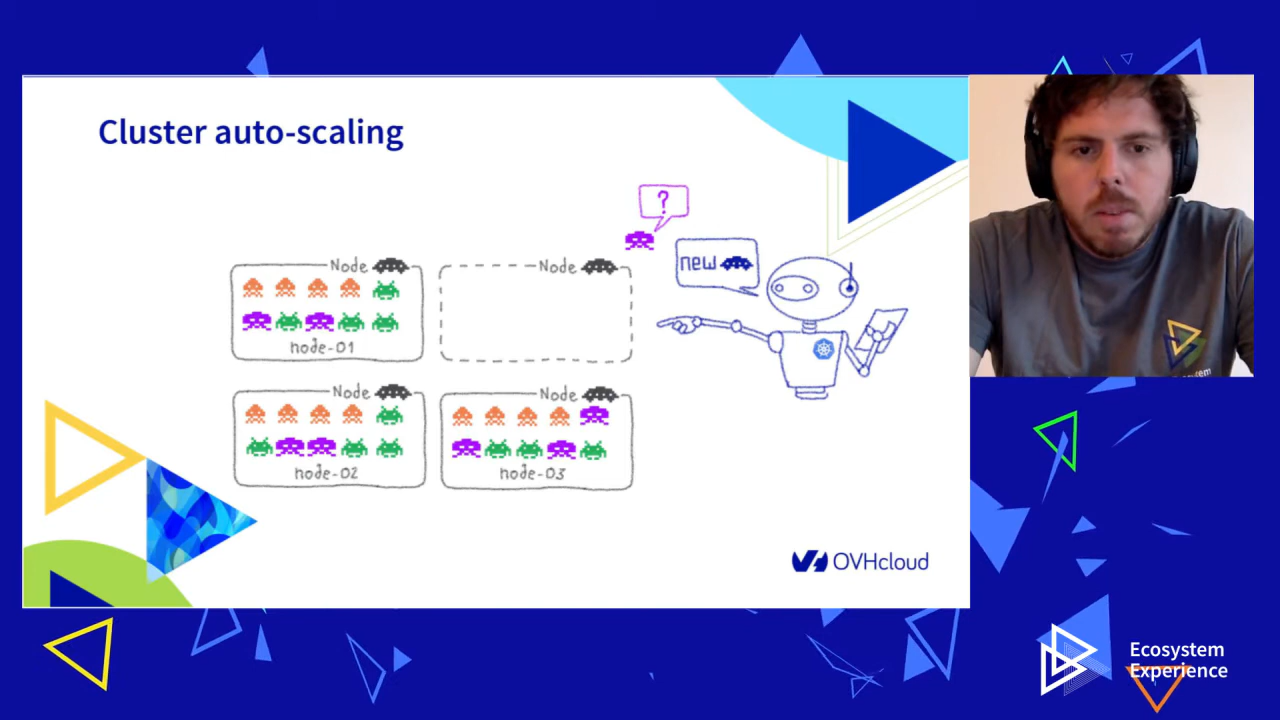 Cluster auto-scaling
?
new
Node
node-01
Node
Node
node-02
Node
node-03
OVHcloud
Ecosystem
Experience